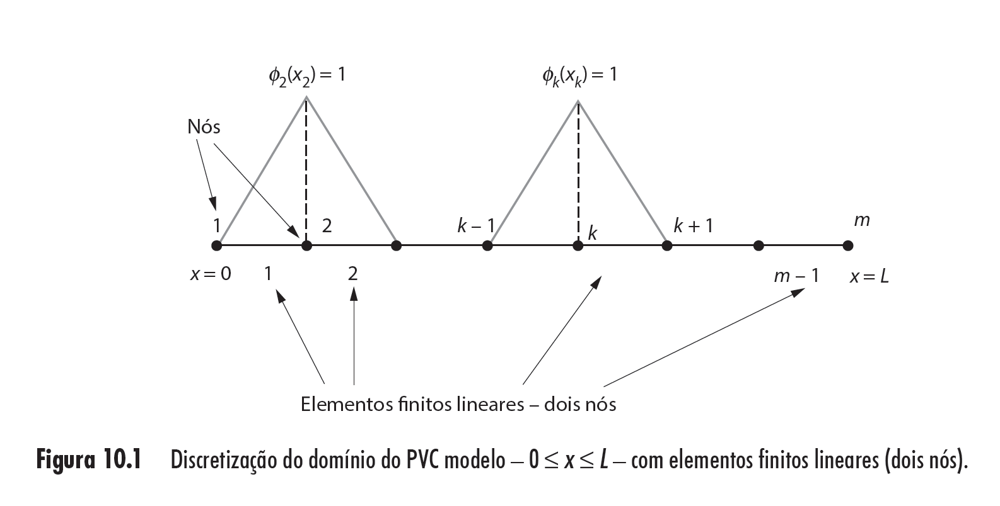 ϕ₂(x₂) = 1 ϕₖ(xₖ) = 1
Nós
1 2 k – 1 k k + 1 m
x = 0 1 2 m – 1 x = L
Elementos finitos lineares – dois nós
Figura 10.1 Discretização do domínio do PVC modelo – 0 ≤ x ≤ L – com elementos finitos lineares (dois nós).